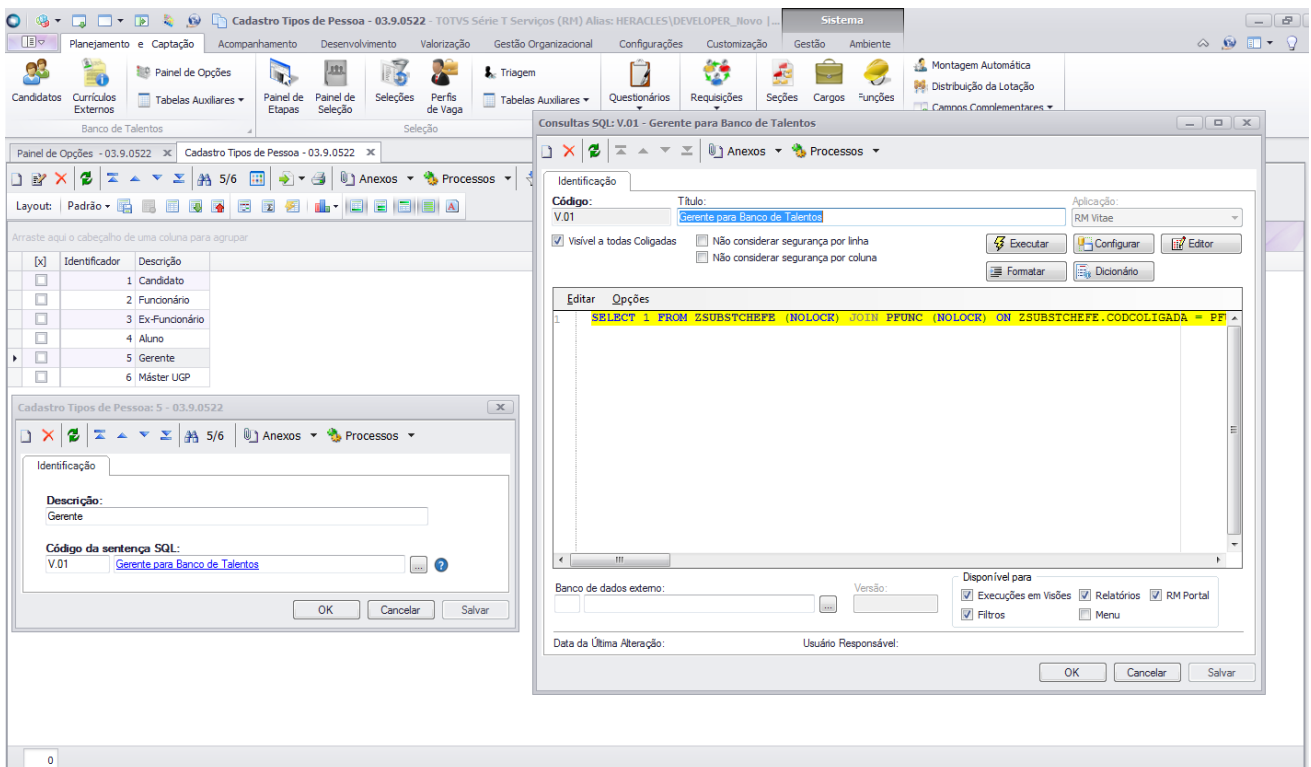 Cadastro Tipos de Pessoa - 03.9.0522 - TOTVS Série T Serviços (RM) Alias: HERACLES\DEVELOPER_Novo |...
Sistema
Planejamento e Captação Acompanhamento Desenvolvimento Valorização Gestão Organizacional Configurações Customização Gestão Ambiente
Candidatos
Currículos Externos
Painel de Opções
Tabelas Auxiliares
Painel de Etapas
Painel de Seleção
Seleções
Perfis de Vaga
Triagem
Tabelas Auxiliares
Questionários
Requisições
Seções
Cargos
Funções
Montagem Automática
Distribuição da Lotação
Campos Complementares
Banco de Talentos
Seleção
Painel de Opções - 03.9.0522 x Cadastro Tipos de Pessoa - 03.9.0522 x
5/6 Anexos Processos
Layout: Padrão
Arraste aqui o cabeçalho de uma coluna para agrupar
[x] Identificador Descrição
1 Candidato
2 Funcionário
3 Ex-Funcionário
4 Aluno
5 Gerente
6 Máster UGP
Cadastro Tipos de Pessoa: 5 - 03.9.0522
5/6 Anexos Processos
Identificação
Descrição:
Gerente
Código da sentença SQL:
V.01 Gerente para Banco de Talentos ...
OK Cancelar Salvar
Consultas SQL: V.01 - Gerente para Banco de Talentos
Anexos Processos
Identificação
Código: Título: Aplicação:
V.01 Gerente para Banco de Talentos RM Vitae
Visível a todas Coligadas Não considerar segurança por linha
Não considerar segurança por coluna
Executar Configurar Editor
Formatar Dicionário
Editar Opções
1 SELECT 1 FROM ZSUBSTCHEFE (NOLOCK) JOIN PFUNC (NOLOCK) ON ZSUBSTCHEFE.CODCOLIGADA = PF
Banco de dados externo: Versão:
...
Disponível para
Execuções em Visões Relatórios RM Portal
Filtros Menu
Data da Última Alteração: Usuário Responsável:
OK Cancelar Salvar
0